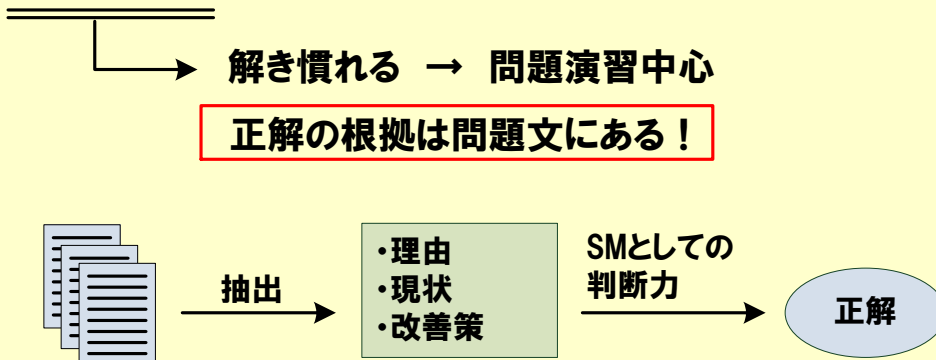 解き慣れる → 問題演習中心
正解の根拠は問題文にある！
抽出
・理由
・現状
・改善策
SMとしての
判断力
正解